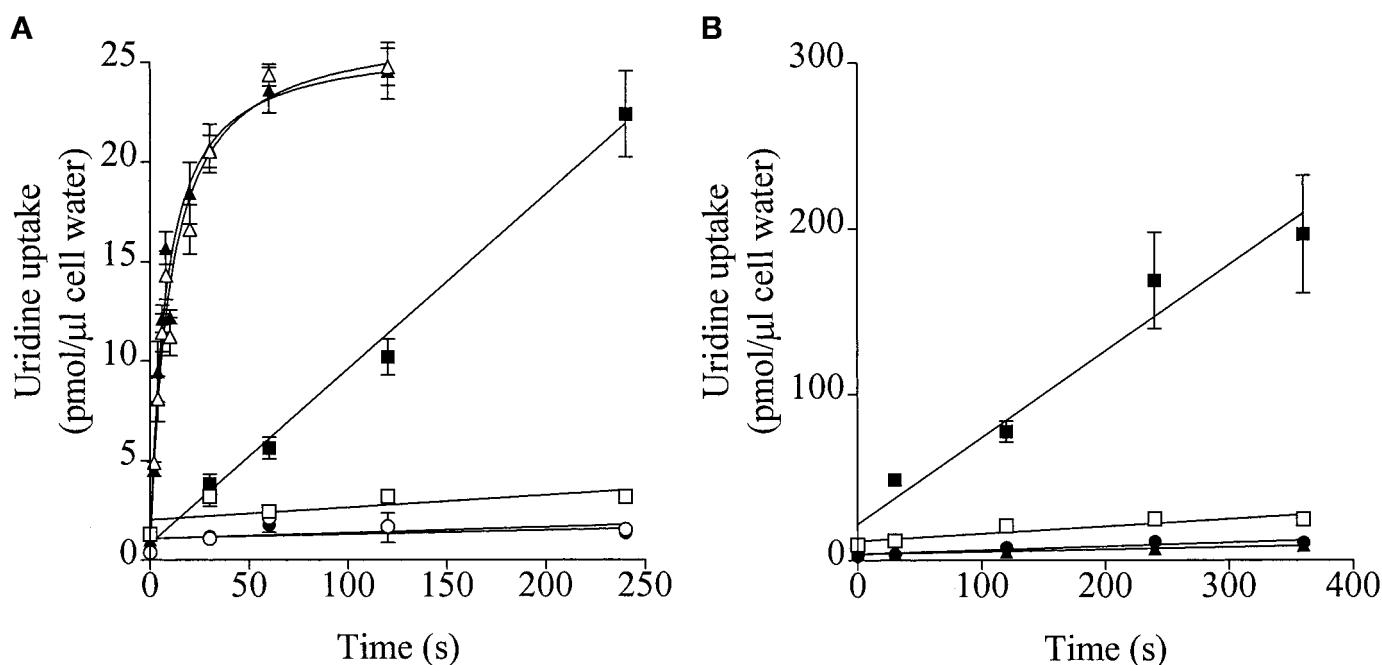 A
Uridine uptake
(pmol/µl cell water)
25
20
15
10
5
0
0 50 100 150 200 250
Time (s)
B
Uridine uptake
(pmol/µl cell water)
300
200
100
0
0 100 200 300 400
Time (s)